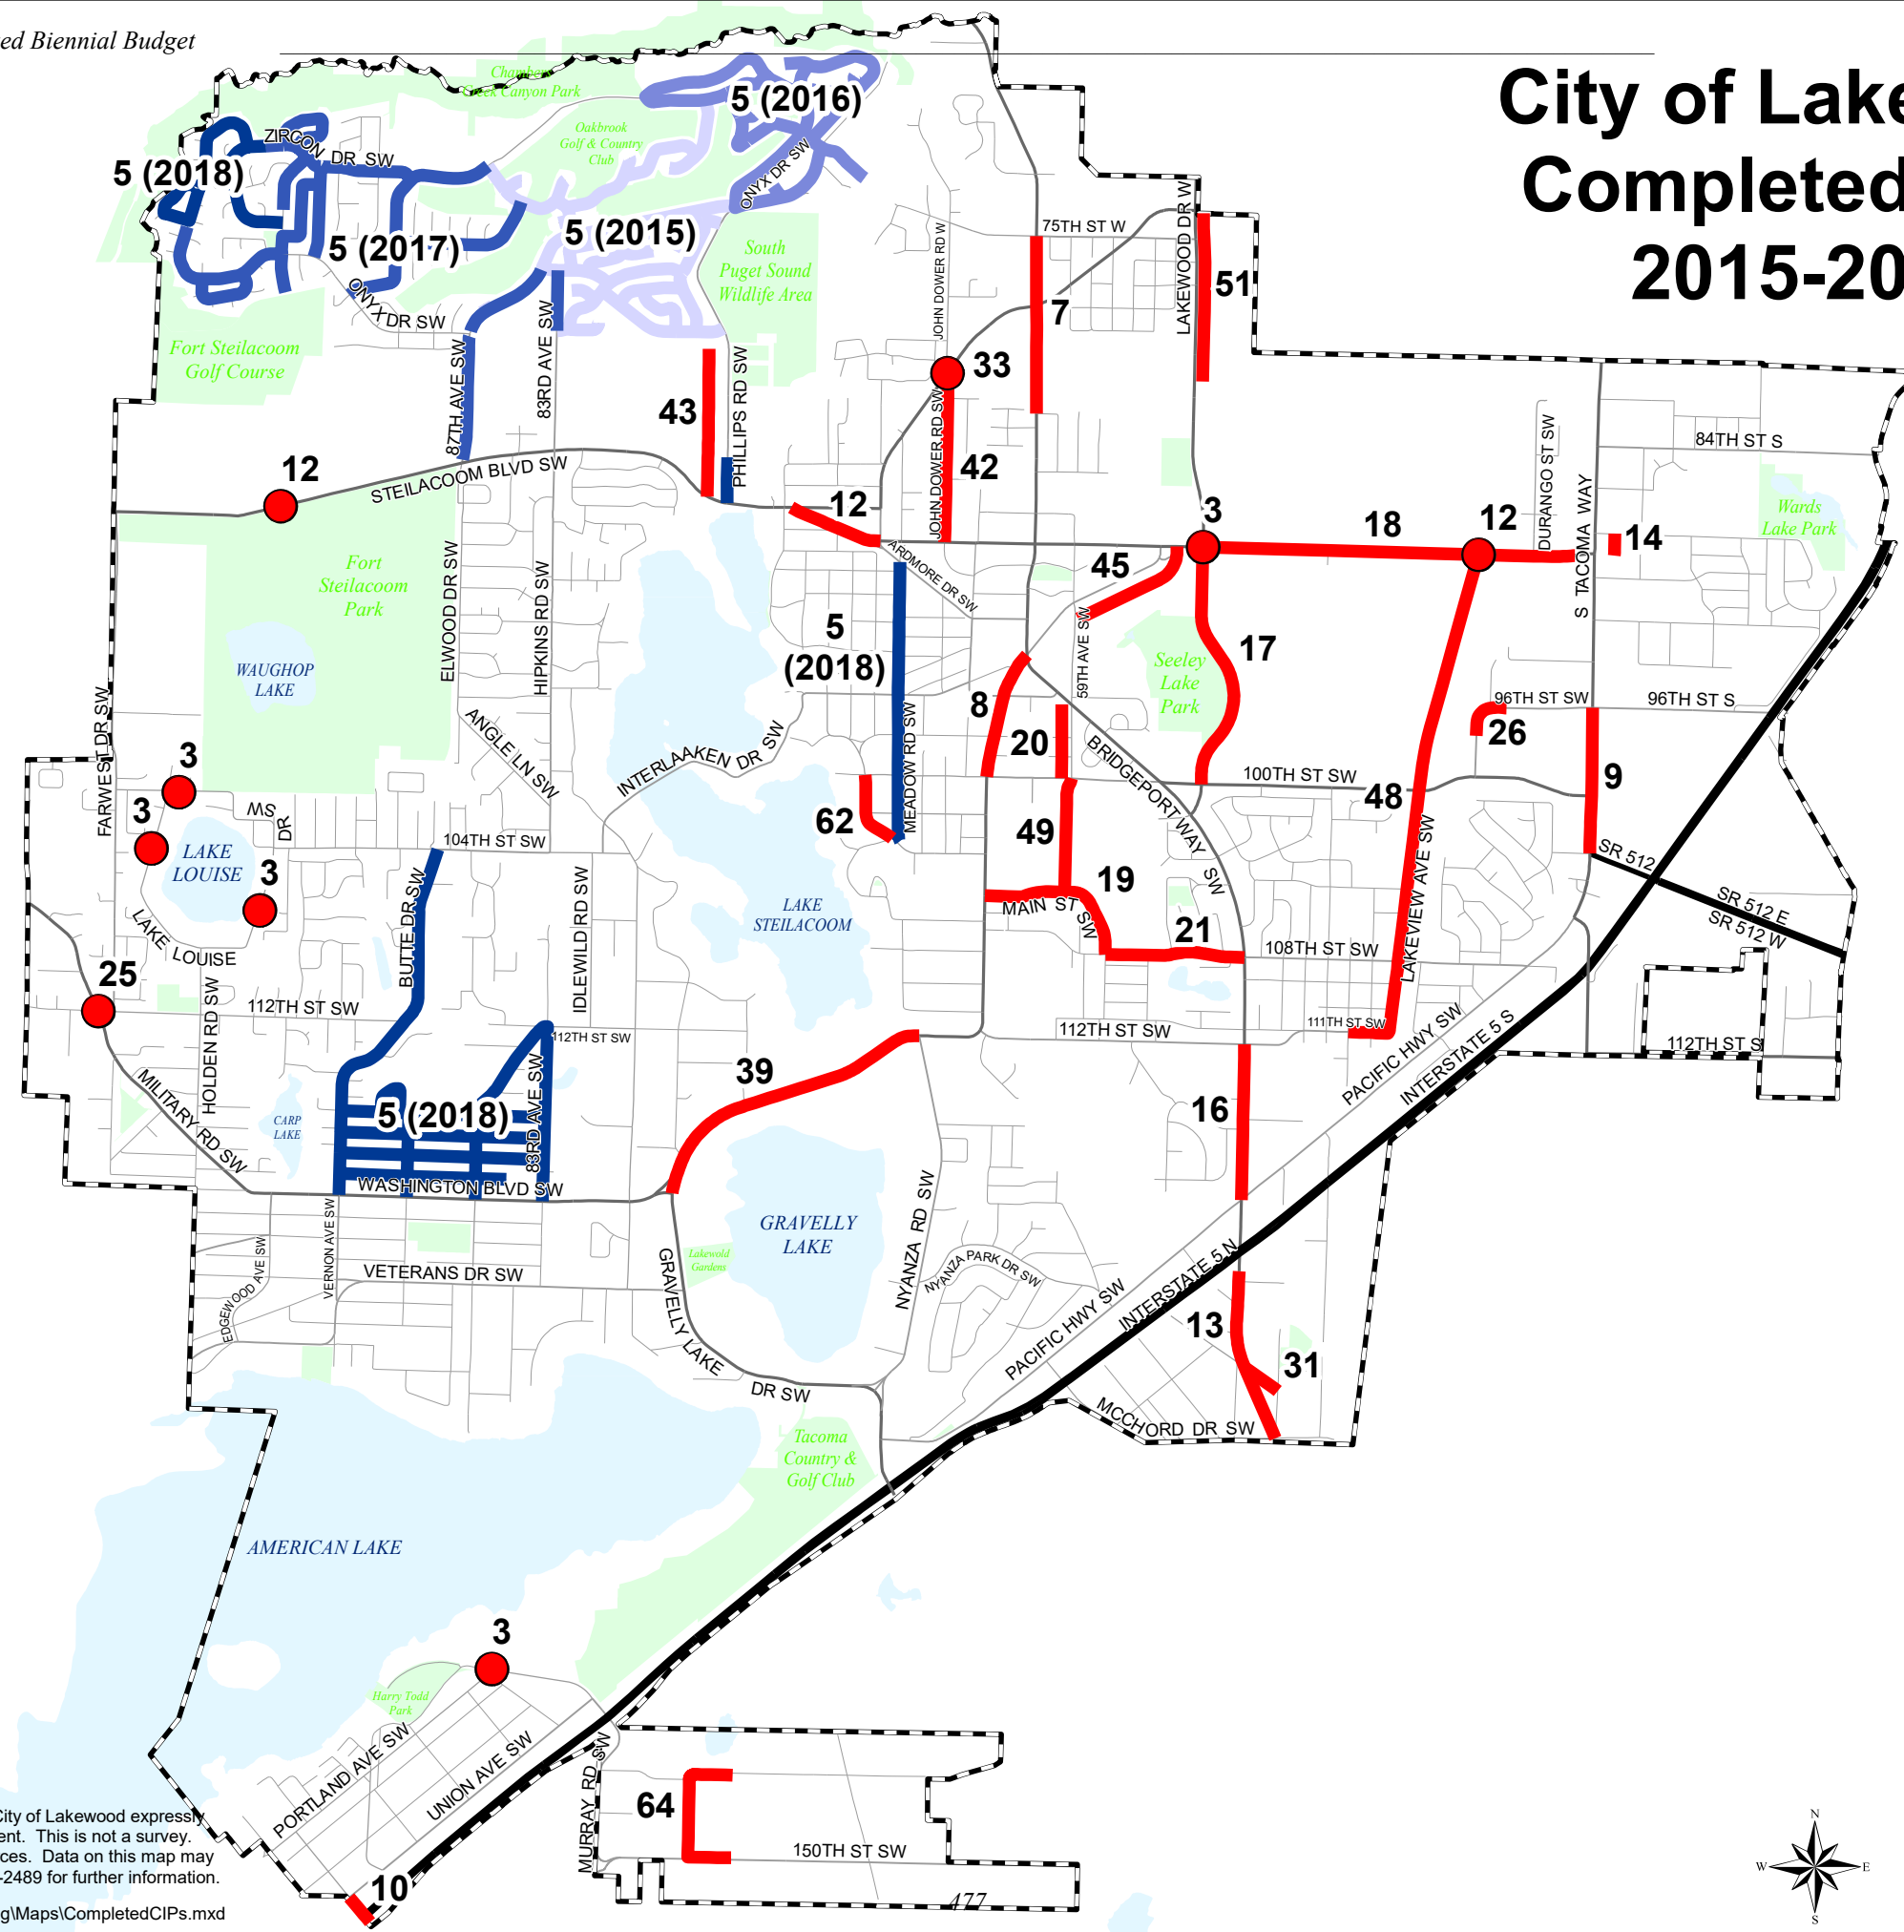 ed Biennial Budget
City of Lake
Completed
2015-20
Chambers
Creek Canyon Park
5 (2016)
Oakbrook
Golf & Country
Club
ZIRCON DR SW
5 (2018)
ONYX DR SW
5 (2015)
5 (2017)
South
Puget Sound
Wildlife Area
ONYX DR SW
JOHN DOWER RD W
75TH ST W
LAKEWOOD DR W
51
7
Fort Steilacoom
Golf Course
87TH AVE SW
83RD AVE SW
43
PHILLIPS RD SW
33
JOHN DOWER RD SW
42
12
STEILACOOM BLVD SW
12
3
18
12
DURANGO ST SW
S TACOMA WAY
84TH ST S
14
Wards
Lake Park
Fort
Steilacoom
Park
ELWOOD DR SW
HIPKINS RD SW
ARDMORE DR SW
45
59TH AVE SW
5
(2018)
17
Seeley
Lake
Park
WAUGHOP
LAKE
FARWEST DR SW
ANGLE LN SW
INTERLAAKEN DR SW
MEADOW RD SW
8
20
BRIDGEPORT WAY SW
96TH ST SW
96TH ST S
26
100TH ST SW
9
48
3
3
3
DR SW
LAKE
LOUISE
LAKE LOUISE
104TH ST SW
62
49
19
MAIN ST SW
21
108TH ST SW
LAKEVIEW AVE SW
SR 512
SR 512 E
SR 512 W
LAKE
STEILACOOM
BUTTE DR SW
IDLEWILD RD SW
25
HOLDEN RD SW
112TH ST SW
112TH ST SW
112TH ST SW
111TH ST SW
PACIFIC HWY SW
INTERSTATE 5 S
112TH ST S
39
16
MILITARY RD SW
CARP
LAKE
5 (2018)
83RD AVE SW
WASHINGTON BLVD SW
GRAVELLY
LAKE
Lakewold
Gardens
VERNON AVE SW
EDGEWOOD AVE SW
VETERANS DR SW
GRAVELLY LAKE DR SW
NYANZA RD SW
NYANZA PARK DR SW
PACIFIC HWY SW
INTERSTATE 5 N
13
31
MCCHORD DR SW
Tacoma
Country &
Golf Club
AMERICAN LAKE
3
Harry Todd
Park
PORTLAND AVE SW
UNION AVE SW
MURRAY RD SW
64
150TH ST SW
10
477
City of Lakewood expressly
ent. This is not a survey.
ces. Data on this map may
-2489 for further information.
g\Maps\CompletedCIPs.mxd
N
W
E
S